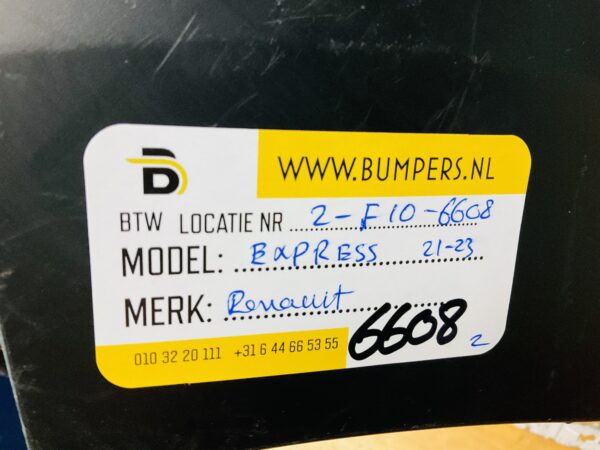 B
WWW.BUMPERS.NL
BTW LOCATIE NR 2-F10-6608
MODEL: EXPRESS 21-23
MERK: Renault
010 32 20 111 +31 6 44 66 53 55 6608 2